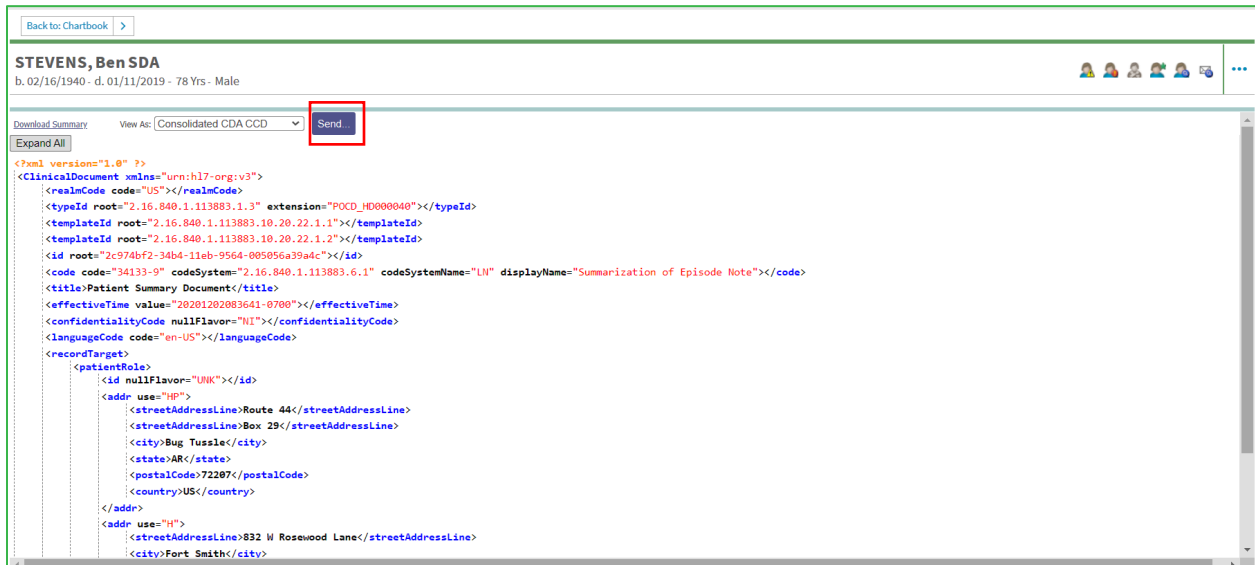 Back to: Chartbook >
STEVENS, Ben SDA
b. 02/16/1940 - d. 01/11/2019 - 78 Yrs - Male
Download Summary View As: Consolidated CDA CCD Send...
Expand All
<?xml version="1.0" ?>
<ClinicalDocument xmlns="urn:hl7-org:v3">
<realmCode code="US"></realmCode>
<typeId root="2.16.840.1.113883.1.3" extension="POCD_HD000040"></typeId>
<templateId root="2.16.840.1.113883.10.20.22.1.1"></templateId>
<templateId root="2.16.840.1.113883.10.20.22.1.2"></templateId>
<id root="2c974bf2-34b4-11eb-9564-005056a39a4c"></id>
<code code="34133-9" codeSystem="2.16.840.1.113883.6.1" codeSystemName="LN" displayName="Summarization of Episode Note"></code>
<title>Patient Summary Document</title>
<effectiveTime value="20201202083641-0700"></effectiveTime>
<confidentialityCode nullFlavor="NI"></confidentialityCode>
<languageCode code="en-US"></languageCode>
<recordTarget>
<patientRole>
<id nullFlavor="UNK"></id>
<addr use="HP">
<streetAddressLine>Route 44</streetAddressLine>
<streetAddressLine>Box 29</streetAddressLine>
<city>Bug Tussle</city>
<state>AR</state>
<postalCode>72207</postalCode>
<country>US</country>
</addr>
<addr use="H">
<streetAddressLine>832 W Rosewood Lane</streetAddressLine>
<city>Fort Smith</city>